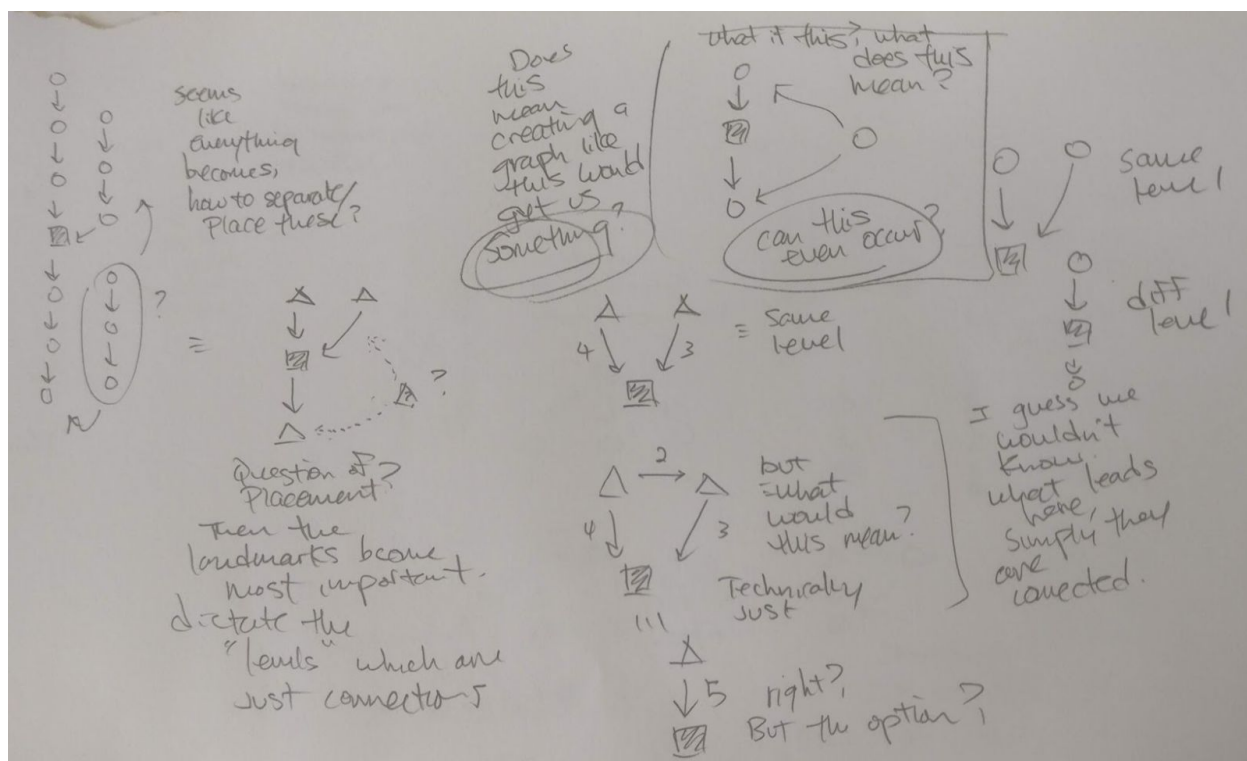 seems
like
everything
becomes,
how to separate/
Place these?
?
Does
this
mean
creating a
graph like
this would
get us
something?
what if this, what
does this
mean?
can this
even occur?
same
level
diff
level
≡
?
Question of
Placement?
Then the
landmarks become
most important.
dictate the
"levels" which are
just connectors
4
3
≡ same
level
2
4
3
but
what
would
this mean?
Technically
just
5
right?
But the option?
I guess we
wouldn't
know.
what leads
here,
simply they
are
connected.